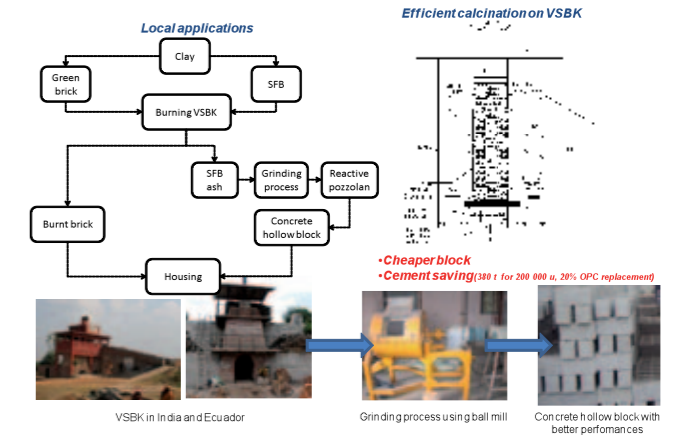 Local applications
Efficient calcination on VSBK
Clay
Green
brick
SFB
Burning VSBK
SFB
ash
Grinding
process
Reactive
pozzolan
Burnt brick
Concrete
hollow block
Housing
•Cheaper block
•Cement saving(380 t for 200 000 u, 20% OPC replacement)
VSBK in India and Ecuador
Grinding process using ball mill
Concrete hollow block with
better perfomances